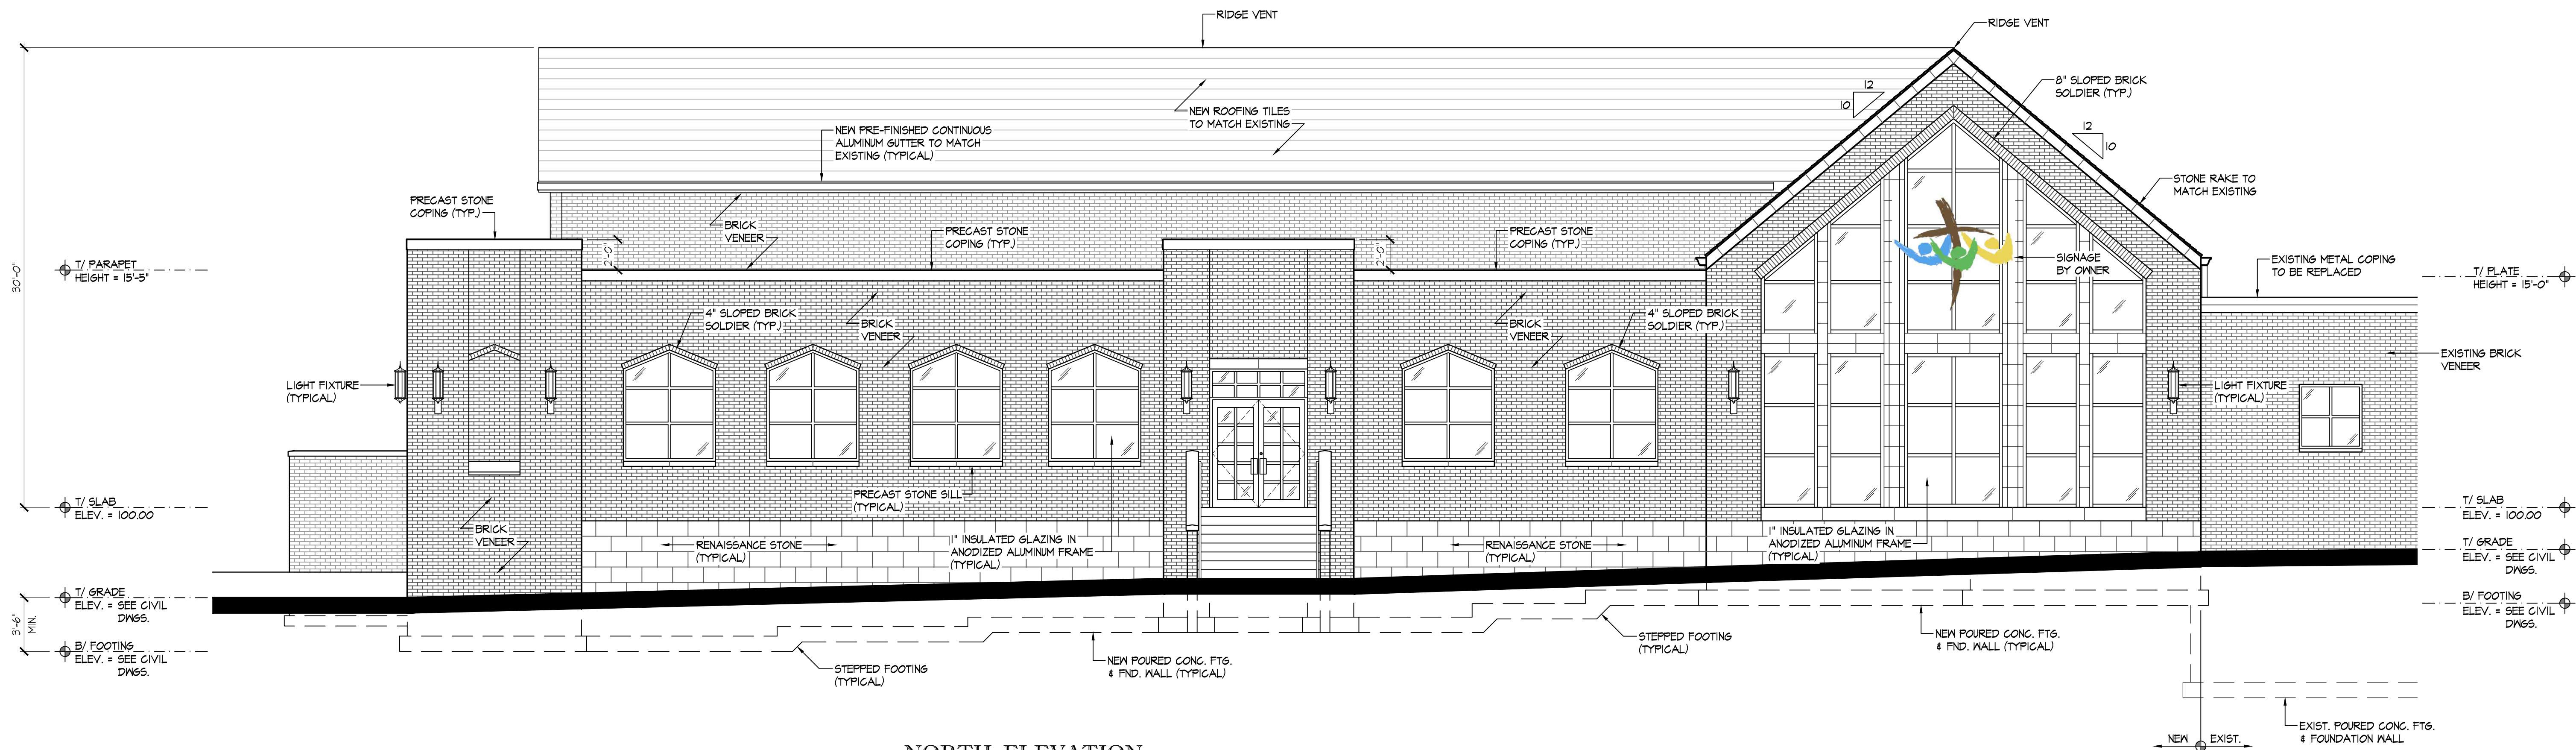 RIDGE VENT
RIDGE VENT
8" SLOPED BRICK
SOLDIER (TYP.)
12
10
NEW ROOFING TILES
TO MATCH EXISTING
NEW PRE-FINISHED CONTINUOUS
ALUMINUM GUTTER TO MATCH
EXISTING (TYPICAL)
12
10
STONE RAKE TO
MATCH EXISTING
PRECAST STONE
COPING (TYP.)
BRICK
VENEER
PRECAST STONE
COPING (TYP.)
PRECAST STONE
COPING (TYP.)
2'-0"
2'-0"
30'-0"
T/ PARAPET
HEIGHT = 15'-5"
SIGNAGE
BY OWNER
EXISTING METAL COPING
TO BE REPLACED
T/ PLATE
HEIGHT = 15'-0"
4" SLOPED BRICK
SOLDIER (TYP.)
BRICK
VENEER
BRICK
VENEER
4" SLOPED BRICK
SOLDIER (TYP.)
EXISTING BRICK
VENEER
LIGHT FIXTURE
(TYPICAL)
LIGHT FIXTURE
(TYPICAL)
PRECAST STONE SILL
(TYPICAL)
T/ SLAB
ELEV. = 100.00
T/ SLAB
ELEV. = 100.00
BRICK
VENEER
RENAISSANCE STONE
(TYPICAL)
1" INSULATED GLAZING IN
ANODIZED ALUMINUM FRAME
(TYPICAL)
RENAISSANCE STONE
(TYPICAL)
1" INSULATED GLAZING IN
ANODIZED ALUMINUM FRAME
(TYPICAL)
T/ GRADE
ELEV. = SEE CIVIL
DWGS.
T/ GRADE
ELEV. = SEE CIVIL
DWGS.
3'-6"
MIN.
B/ FOOTING
ELEV. = SEE CIVIL
DWGS.
B/ FOOTING
ELEV. = SEE CIVIL
DWGS.
STEPPED FOOTING
(TYPICAL)
NEW POURED CONC. FTG.
& FND. WALL (TYPICAL)
STEPPED FOOTING
(TYPICAL)
NEW POURED CONC. FTG.
& FND. WALL (TYPICAL)
EXIST. POURED CONC. FTG.
& FOUNDATION WALL
NEW
EXIST.
NORTH ELEVATION